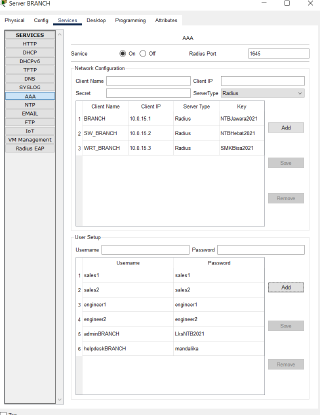 Server BRANCH
Physical Config Services Desktop Programming Attributes
SERVICES
HTTP
DHCP
DHCPv6
TFTP
DNS
SYSLOG
AAA
NTP
EMAIL
FTP
IoT
VM Management
Radius EAP
AAA
Service On Off Radius Port 1645
Network Configuration
Client Name Client IP
Secret ServerType Radius
Client Name Client IP Server Type Key
1 BRANCH 10.0.15.1 Radius NTBJawara2021
2 SW_BRANCH 10.0.15.2 Radius NTBHebat2021
3 WRT_BRANCH 10.0.15.3 Radius SMKBisa2021
Add
Save
Remove
User Setup
Username Password
Username Password
1 sales1 sales1
2 sales2 sales2
3 engineer1 engineer1
4 engineer2 engineer2
5 adminBRANCH LksNTB2021
6 helpdeskBRANCH mandalika
Add
Save
Remove